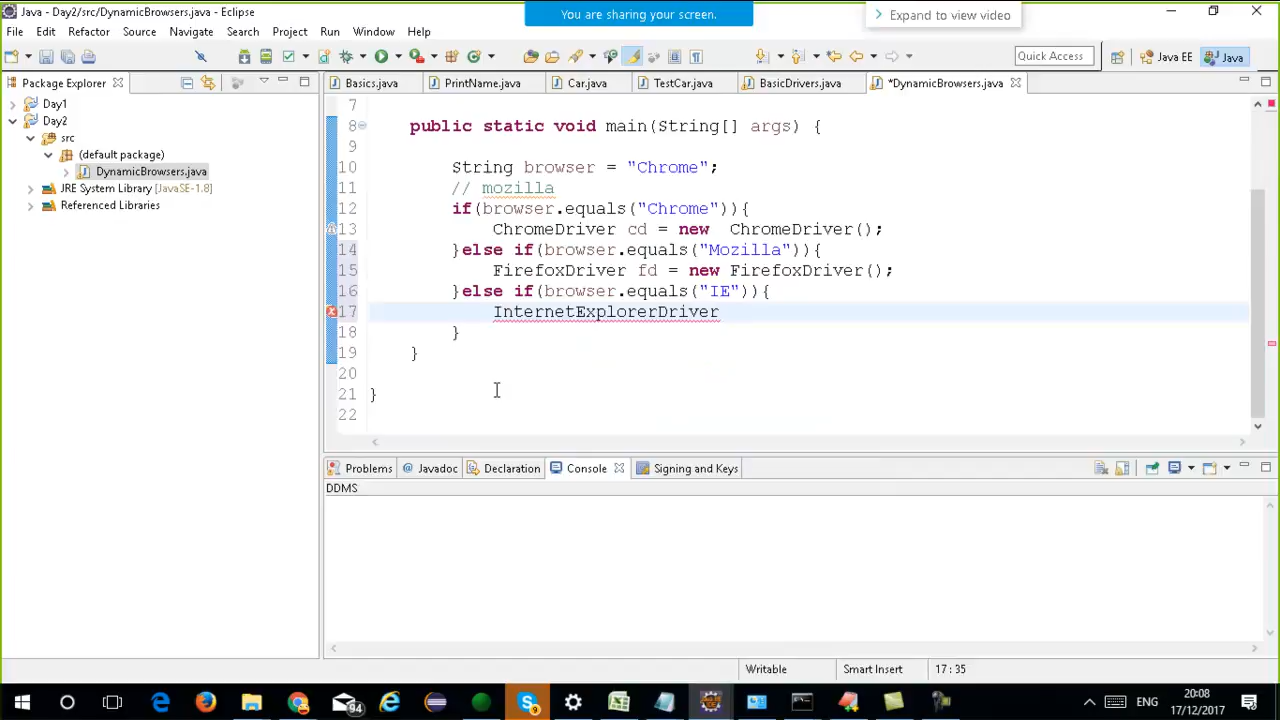 Java - Day2/src/DynamicBrowsers.java - Eclipse
You are sharing your screen.
Expand to view video
File Edit Refactor Source Navigate Search Project Run Window Help
Quick Access
Java EE
Java
Package Explorer
Basics.java
PrintName.java
Car.java
TestCar.java
BasicDrivers.java
*DynamicBrowsers.java
Day1
Day2
src
(default package)
DynamicBrowsers.java
JRE System Library [JavaSE-1.8]
Referenced Libraries
7
8 public static void main(String[] args) {
9
10 String browser = "Chrome";
11 // mozilla
12 if(browser.equals("Chrome")){
13 ChromeDriver cd = new  ChromeDriver();
14 }else if(browser.equals("Mozilla")){
15 FirefoxDriver fd = new FirefoxDriver();
16 }else if(browser.equals("IE")){
17 InternetExplorerDriver
18 }
19 }
20
21 }
22
Problems
Javadoc
Declaration
Console
Signing and Keys
DDMS
Writable
Smart Insert
17 : 35
94
9
ENG
20:08
17/12/2017